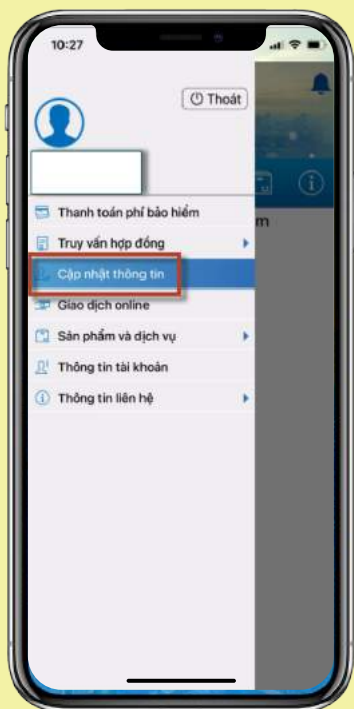 10:27
Thoát
Thanh toán phí bảo hiểm
m
Truy vấn hợp đồng
Cập nhật thông tin
Giao dịch online
Sản phẩm và dịch vụ
Thông tin tài khoản
Thông tin liên hệ